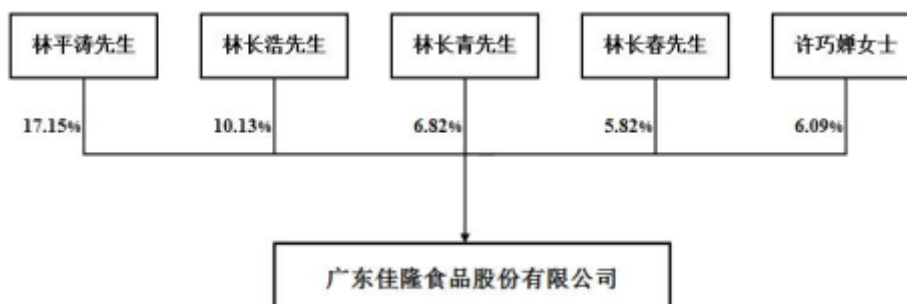 林平涛先生 林长浩先生 林长青先生 林长春先生 许巧婵女士
17.15% 10.13% 6.82% 5.82% 6.09%
广东佳隆食品股份有限公司